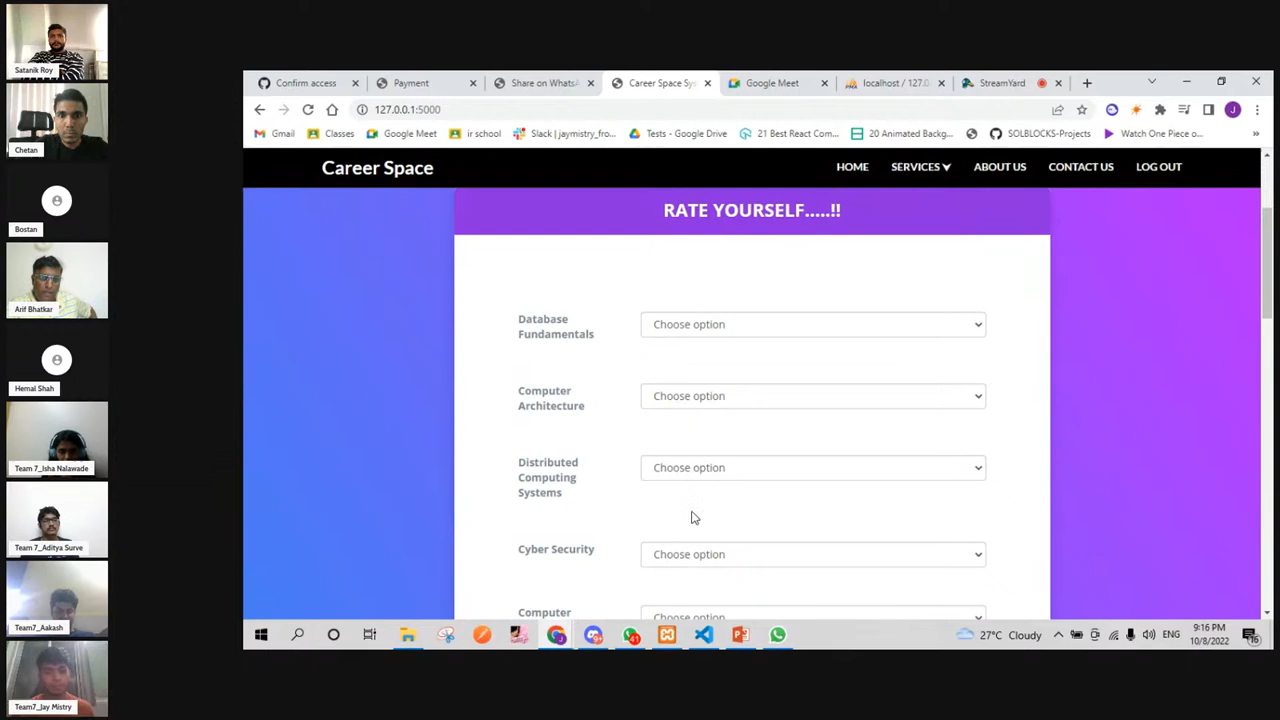 Satanik Roy
Chetan
Bostan
Arif Bhatkar
Hemal Shah
Team 7_Isha Nalawade
Team 7_Aditya Surve
Team7_Aakash
Team7_Jay Mistry
Confirm access
Payment
Share on WhatsA
Career Space Sys
Google Meet
localhost / 127.0.
StreamYard
127.0.0.1:5000
J
Gmail
Classes
Google Meet
ir school
Slack | jaymistry_fro...
Tests - Google Drive
21 Best React Com...
20 Animated Backg...
SOLBLOCKS-Projects
Watch One Piece o...
Career Space
HOME
SERVICES
ABOUT US
CONTACT US
LOG OUT
RATE YOURSELF.....!!
Database
Fundamentals
Choose option
Computer
Architecture
Choose option
Distributed
Computing
Systems
Choose option
Cyber Security
Choose option
Computer
Choose option
41
27°C Cloudy
ENG
9:16 PM
10/8/2022